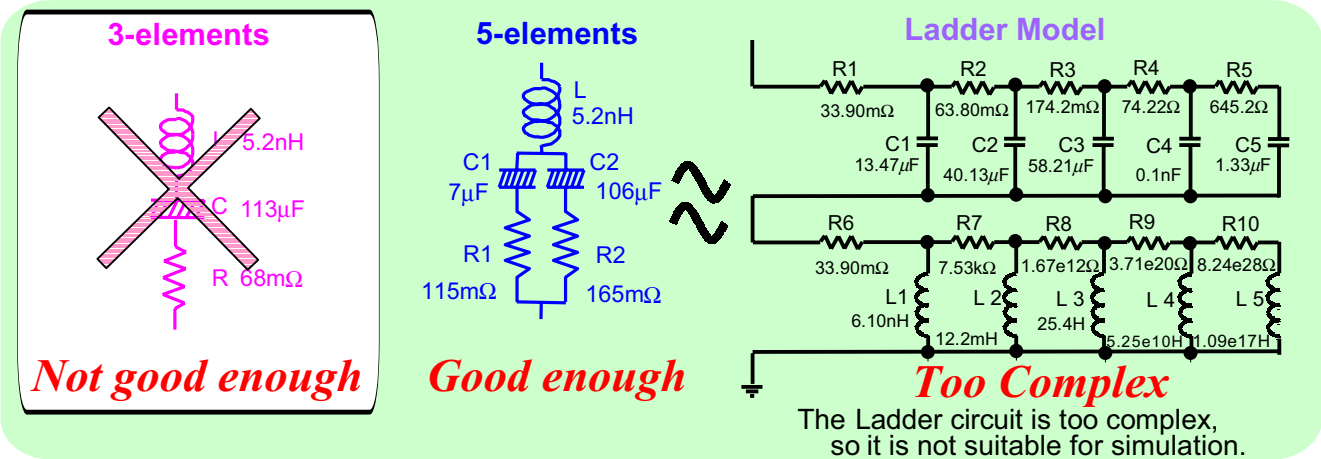 3-elements
L 5.2nH
C 113μF
R 68mΩ
Not good enough
5-elements
L
5.2nH
C1 C2
7μF 106μF
R1 R2
115mΩ 165mΩ
Good enough
Ladder Model
R1 R2 R3 R4 R5
33.90mΩ 63.80mΩ 174.2mΩ 74.22Ω 645.2Ω
C1 C2 C3 C4 C5
13.47μF 40.13μF 58.21μF 0.1nF 1.33μF
R6 R7 R8 R9 R10
33.90mΩ 7.53kΩ 1.67e12Ω 3.71e20Ω 8.24e28Ω
L1 L 2 L 3 L 4 L 5
6.10nH 12.2mH 25.4H 5.25e10H 1.09e17H
Too Complex
The Ladder circuit is too complex,
so it is not suitable for simulation.